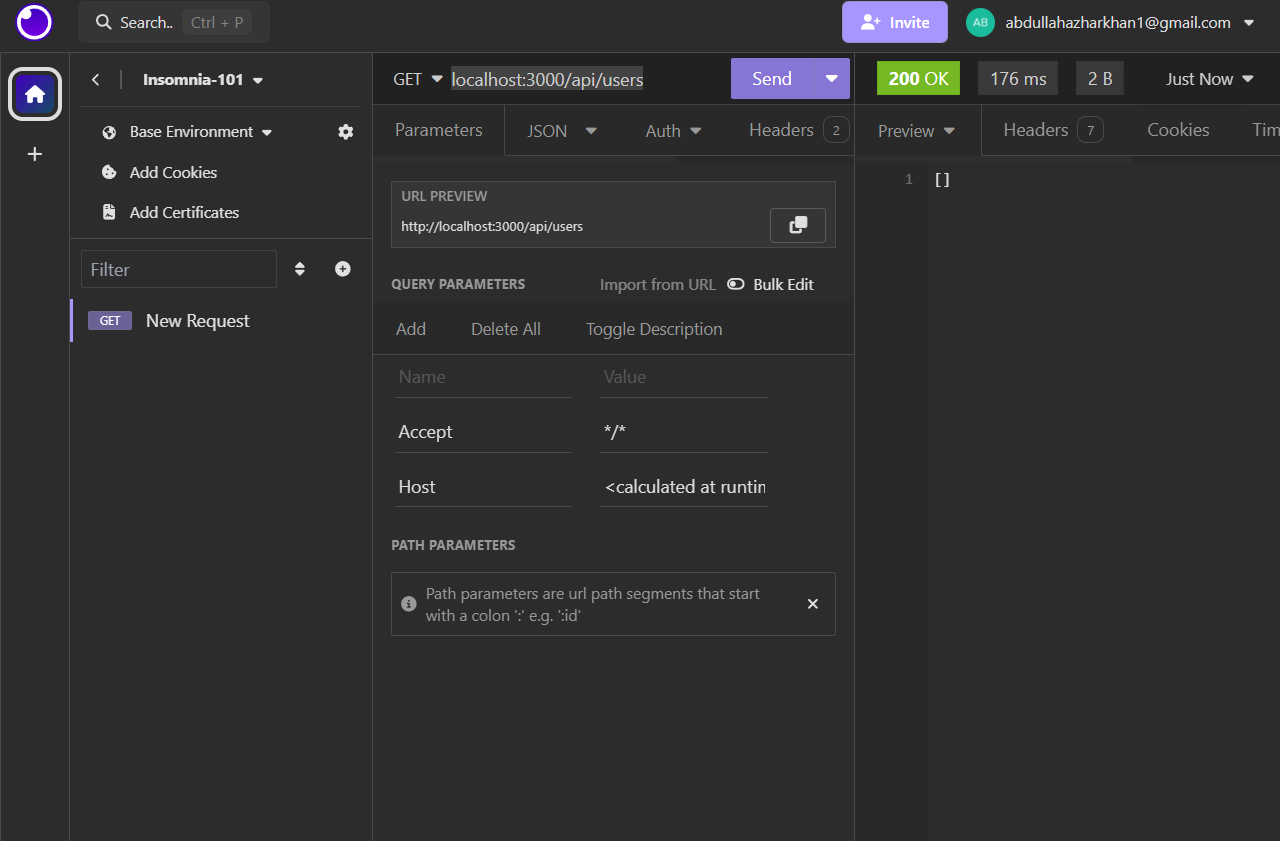 Search.. Ctrl + P
Invite
AB abdullahazharkhan1@gmail.com
Insomnia-101
Base Environment
Add Cookies
Add Certificates
Filter
GET New Request
GET localhost:3000/api/users Send
Parameters JSON Auth Headers 2
URL PREVIEW
http://localhost:3000/api/users
QUERY PARAMETERS Import from URL Bulk Edit
Add Delete All Toggle Description
Name Value
Accept */*
Host <calculated at runtin
PATH PARAMETERS
Path parameters are url path segments that start
with a colon ':' e.g. ':id'
200 OK 176 ms 2 B Just Now
Preview Headers 7 Cookies Tim
1 []